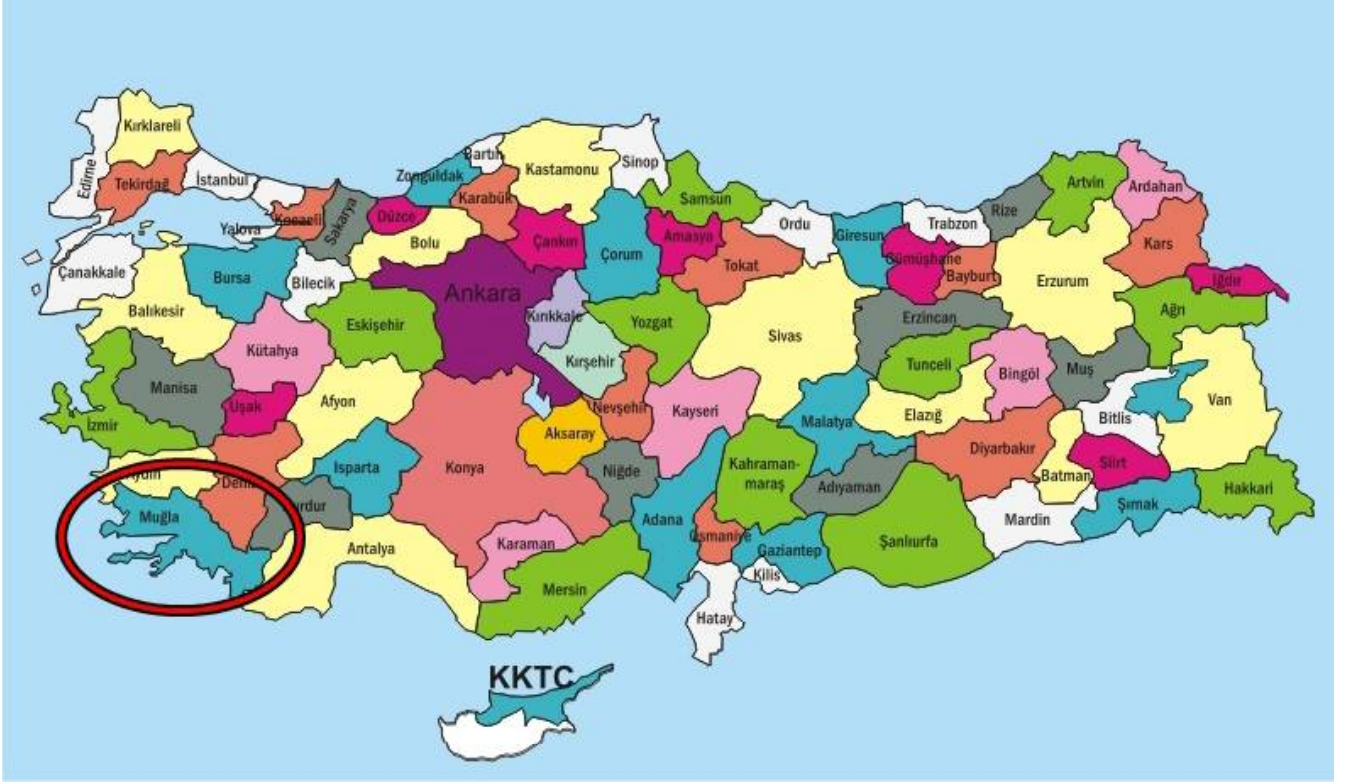 Kırklareli
Edirne
Tekirdağ
İstanbul
Yalova
Kocaeli
Sakarya
Düzce
Zonguldak
Bartın
Karabük
Kastamonu
Sinop
Samsun
Bolu
Çankırı
Çorum
Amasya
Tokat
Ordu
Giresun
Trabzon
Gümüşhane
Bayburt
Rize
Artvin
Ardahan
Kars
Iğdır
Çanakkale
Balıkesir
Bursa
Bilecik
Eskişehir
Ankara
Kırıkkale
Kırşehir
Yozgat
Sivas
Erzincan
Erzurum
Ağrı
Kütahya
Manisa
Uşak
Afyon
İzmir
Nevşehir
Aksaray
Kayseri
Malatya
Tunceli
Elazığ
Bingöl
Muş
Bitlis
Van
Konya
Isparta
Niğde
Kahraman-
maraş
Adıyaman
Diyarbakır
Batman
Siirt
Şırnak
Hakkari
Mardin
Aydın
Deni
urdur
Muğla
Antalya
Karaman
Mersin
Adana
Osmaniye
Gaziantep
Kilis
Şanlıurfa
Hatay
KKTC